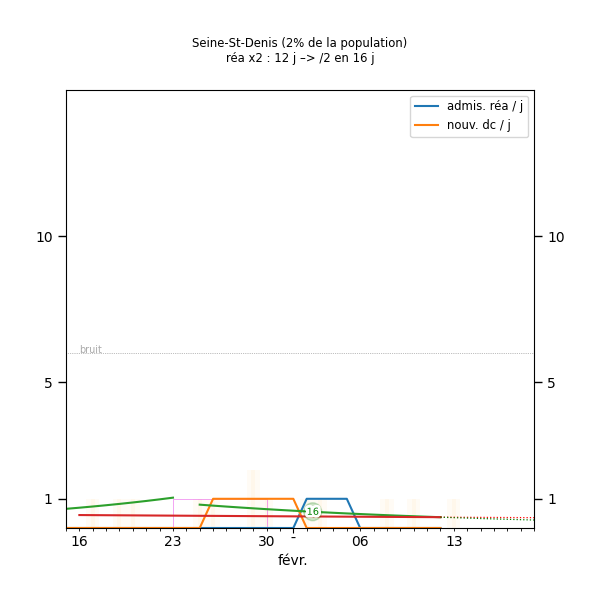 Seine-St-Denis (2% de la population)
réa x2 : 12 j –> /2 en 16 j
admis. réa / j
nouv. dc / j
10 10
bruit
5 5
1 1
16
16 23 30 - 06 13
févr.